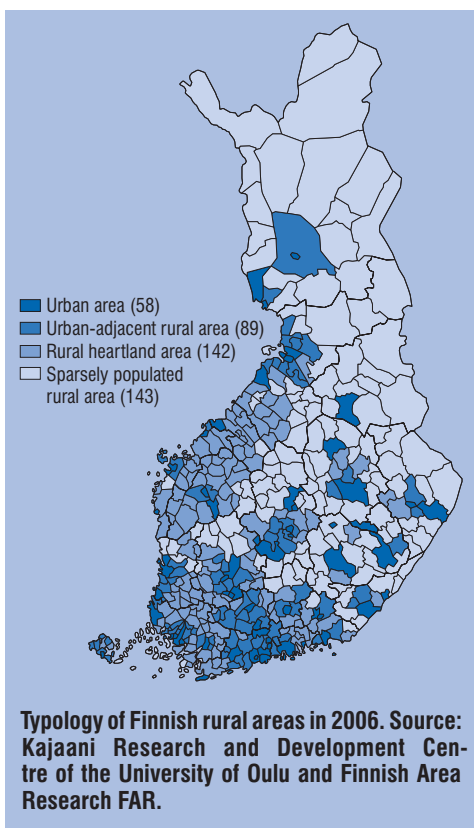 Urban area (58)
Urban-adjacent rural area (89)
Rural heartland area (142)
Sparsely populated
rural area (143)
Typology of Finnish rural areas in 2006. Source:
Kajaani Research and Development Cen-
tre of the University of Oulu and Finnish Area
Research FAR.